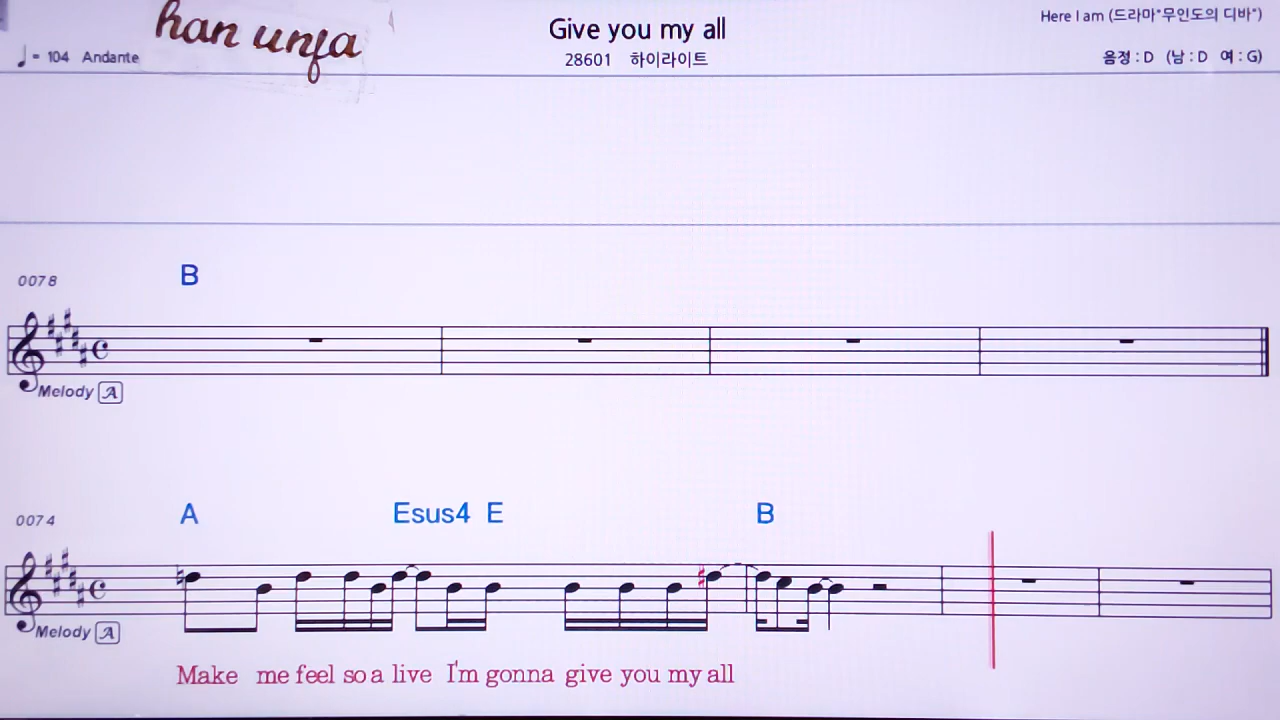 han unfa
Give you my all
Here I am (드라마"무인도의 디바")
♩= 104 Andante
28601 하이라이트
음정 : D (남 : D 여 : G)
0078
B
Melody A
0074
A Esus4 E B
Melody A
Make me feel so a live I'm gonna give you my all